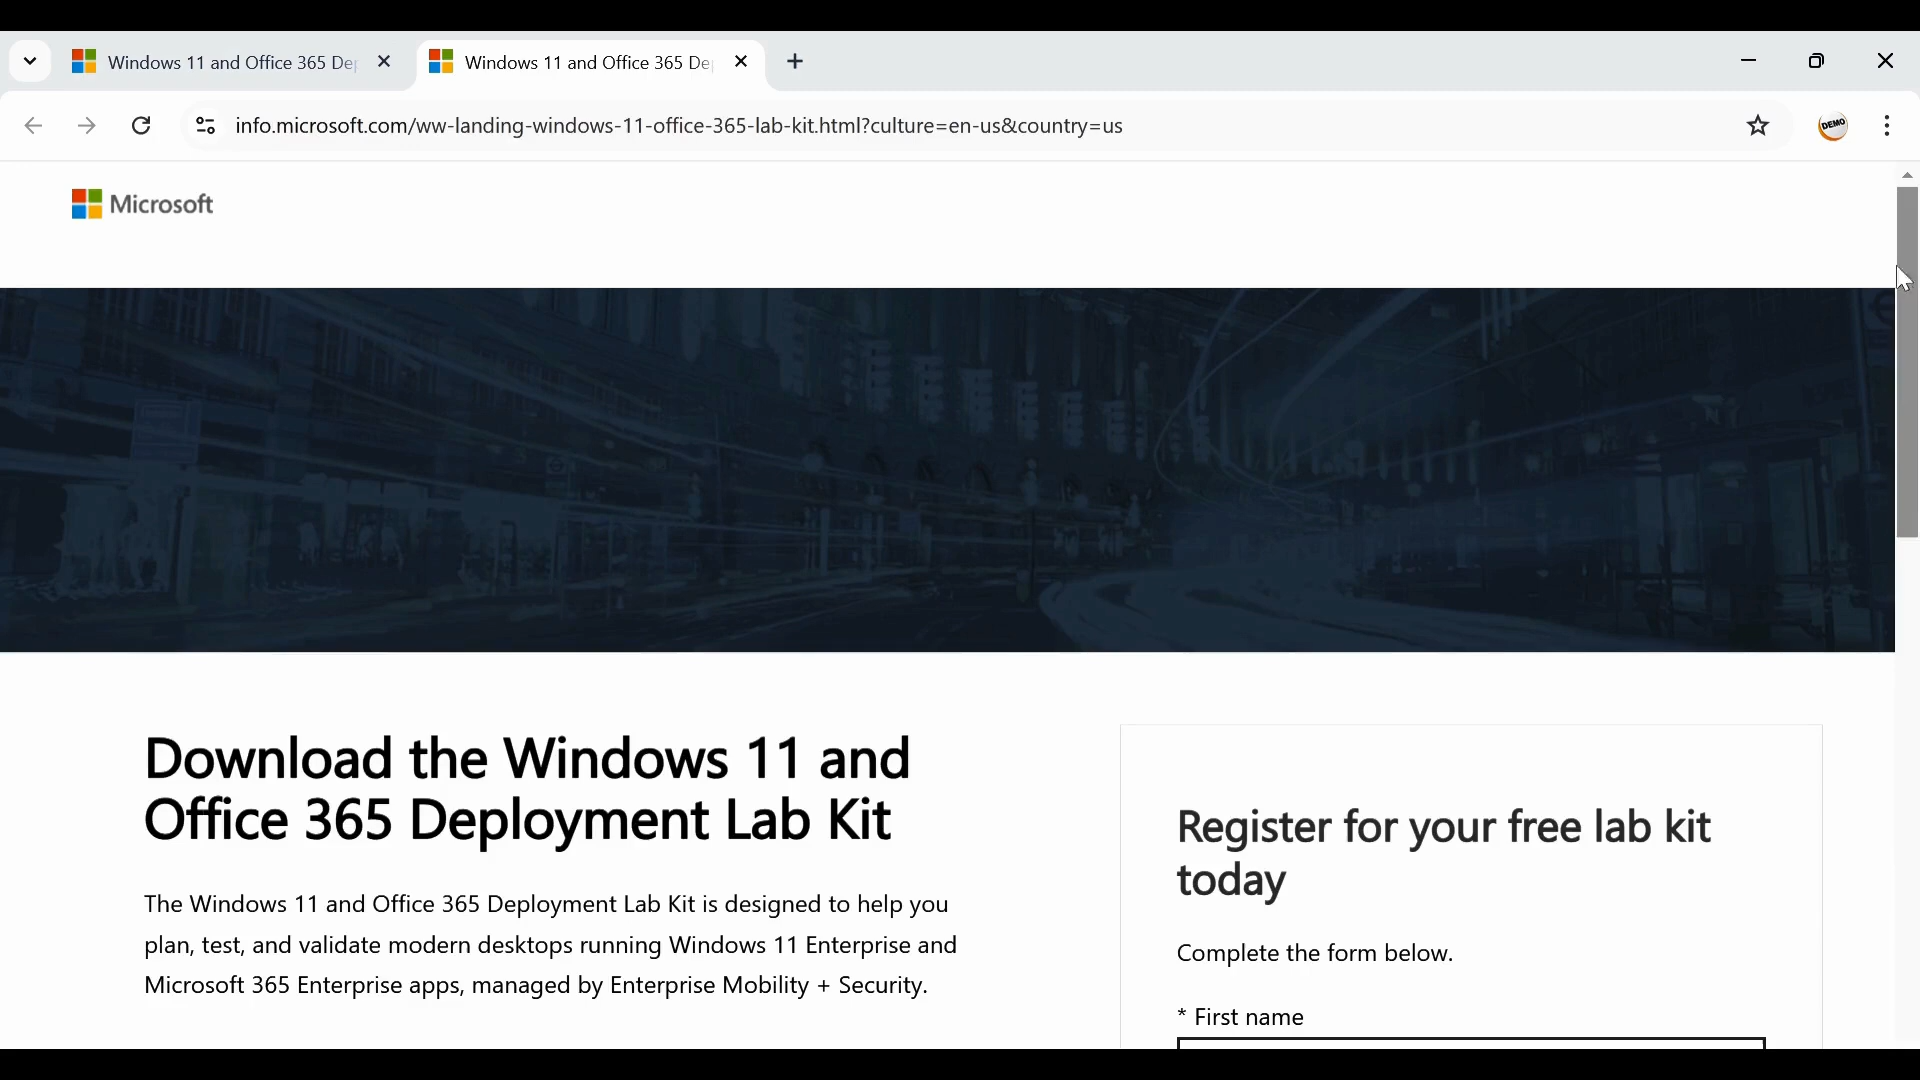 Windows 11 and Office 365 De
Windows 11 and Office 365 De
info.microsoft.com/ww-landing-windows-11-office-365-lab-kit.html?culture=en-us&country=us
DEMO
Microsoft
Download the Windows 11 and
Office 365 Deployment Lab Kit
The Windows 11 and Office 365 Deployment Lab Kit is designed to help you
plan, test, and validate modern desktops running Windows 11 Enterprise and
Microsoft 365 Enterprise apps, managed by Enterprise Mobility + Security.
Register for your free lab kit
today
Complete the form below.
* First name